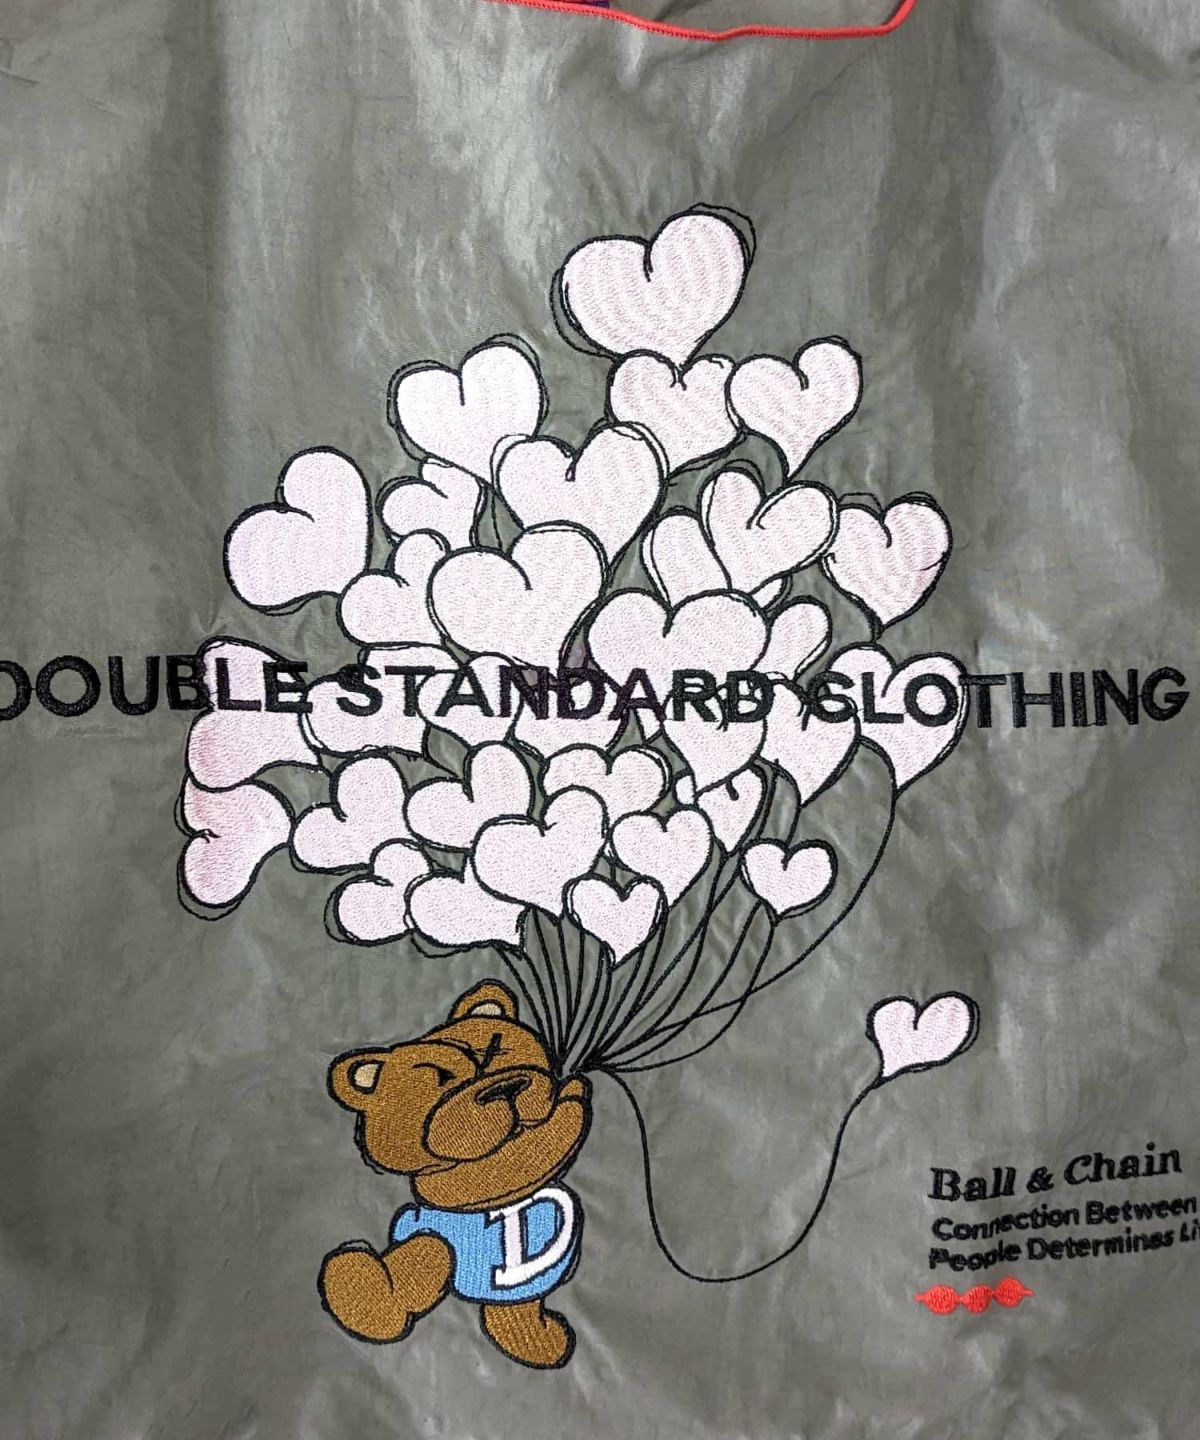 DOUBLE STANDARD CLOTHING
D
Ball & Chain
Connection Between
People Determines